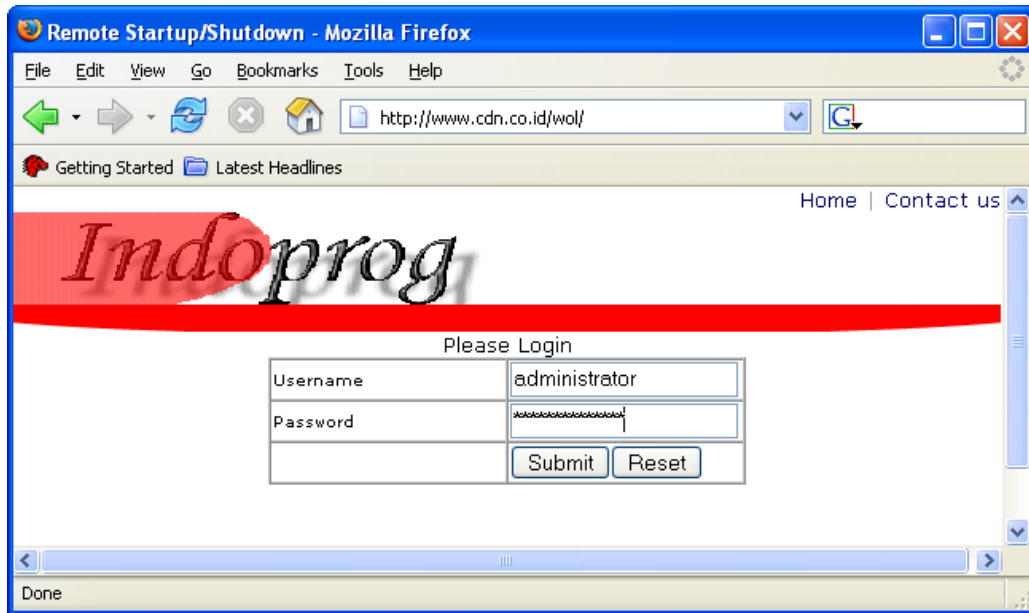 Remote Startup/Shutdown - Mozilla Firefox
File Edit View Go Bookmarks Tools Help
http://www.cdn.co.id/wol/
G
Getting Started Latest Headlines
Home | Contact us
Indoprog
Please Login
Username administrator
Password ***************
Submit Reset
Done